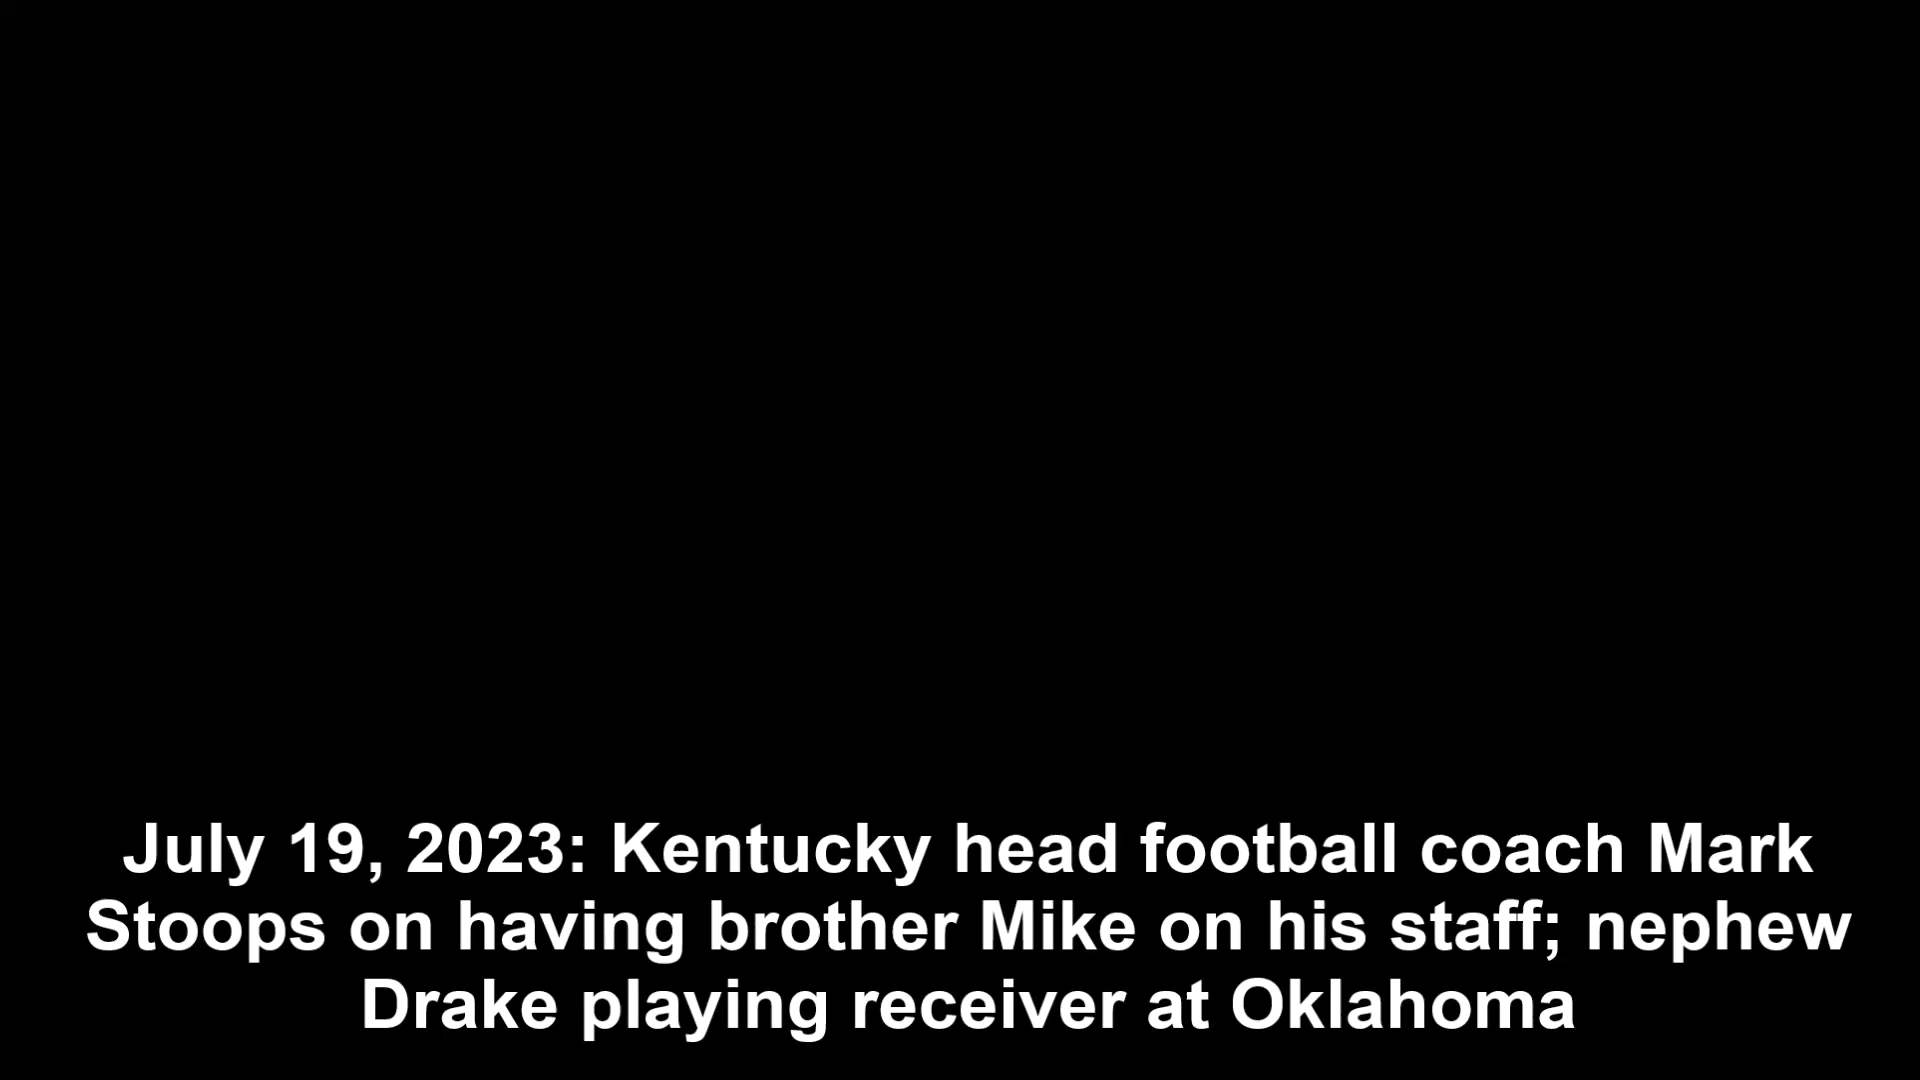 July 19, 2023: Kentucky head football coach Mark
Stoops on having brother Mike on his staff; nephew
Drake playing receiver at Oklahoma